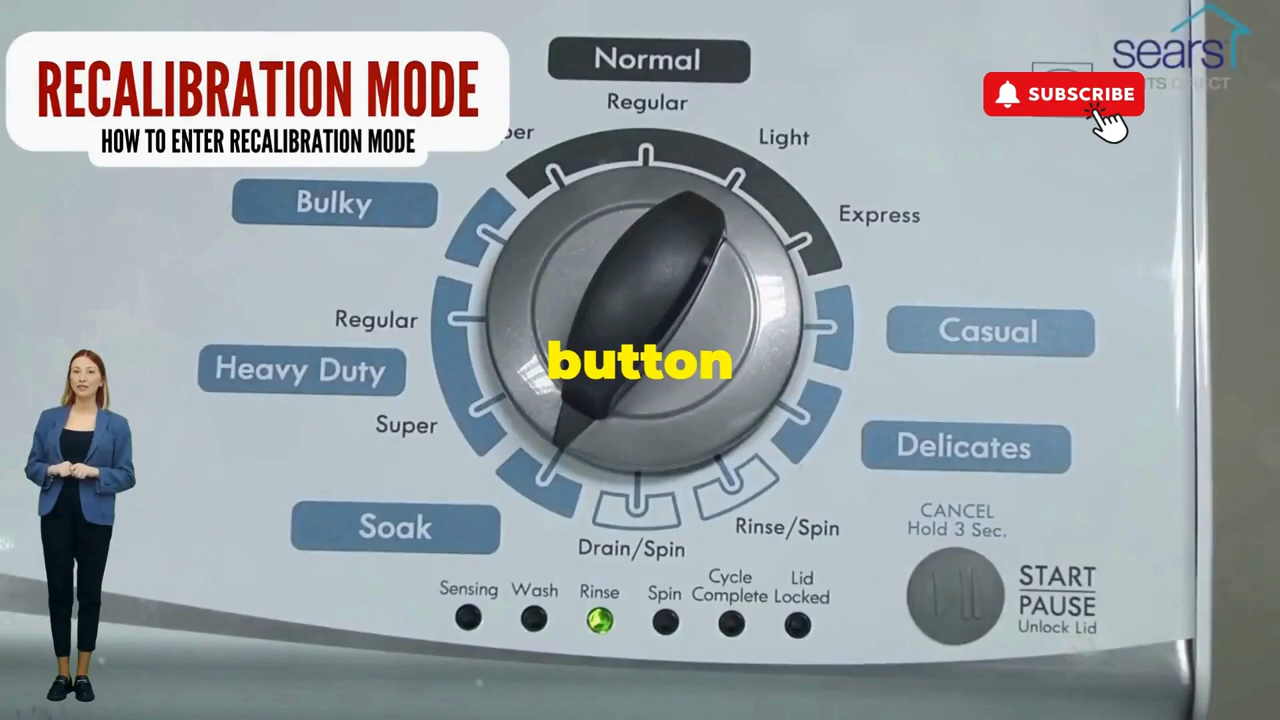 RECALIBRATION MODE
HOW TO ENTER RECALIBRATION MODE
sears
SUBSCRIBE
Normal
Regular
Light
Express
Bulky
Regular
Heavy Duty
Super
Soak
Drain/Spin
Rinse/Spin
Casual
Delicates
button
CANCEL
Hold 3 Sec.
START
PAUSE
Unlock Lid
Sensing
Wash
Rinse
Spin
Cycle
Complete
Lid
Locked